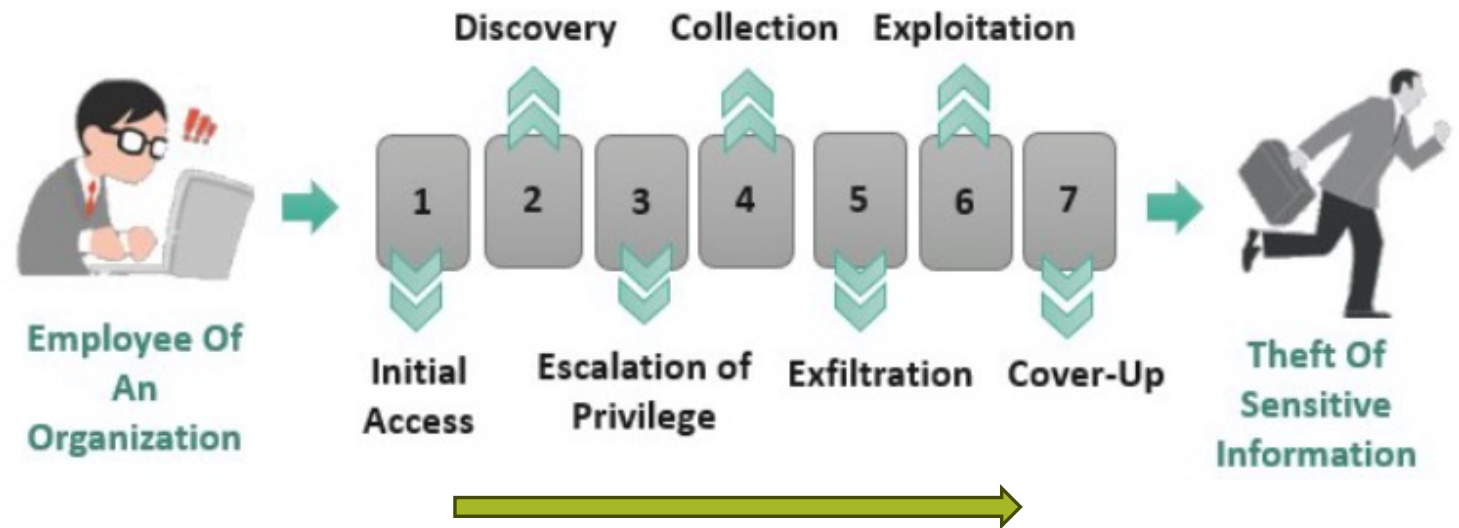 Discovery Collection Exploitation
1 2 3 4 5 6 7
Employee Of
An
Organization
Initial
Access
Escalation of
Privilege
Exfiltration
Cover-Up
Theft Of
Sensitive
Information